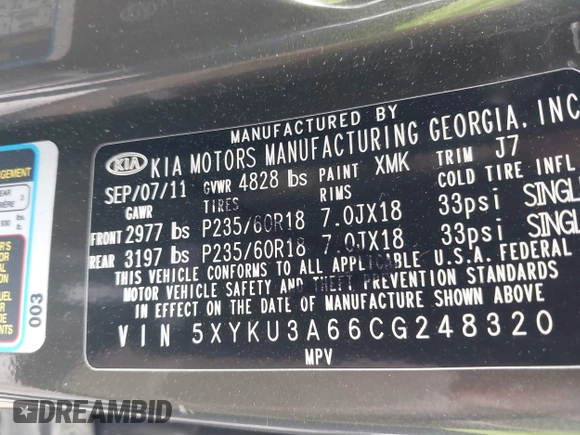 MANUFACTURED BY
KIA KIA MOTORS MANUFACTURING GEORGIA, INC
SEP/07/11 GVWR 4828 lbs PAINT XMK TRIM J7
GAWR TIRES RIMS COLD TIRE INFL
FRONT 2977 lbs P235/60R18 7.0JX18 33psi SINGL
REAR 3197 lbs P235/60R18 7.0JX18 33psi SINGL
THIS VEHICLE CONFORMS TO ALL APPLICABLE U.S.A. FEDERAL
MOTOR VEHICLE SAFETY AND THEFT PREVENTION STANDARDS
IN EFFECT ON THE DATE OF MANUFACTURE SHOWN ABOVE
VIN 5XYKU3A66CG248320
MPV
003
DREAMBID